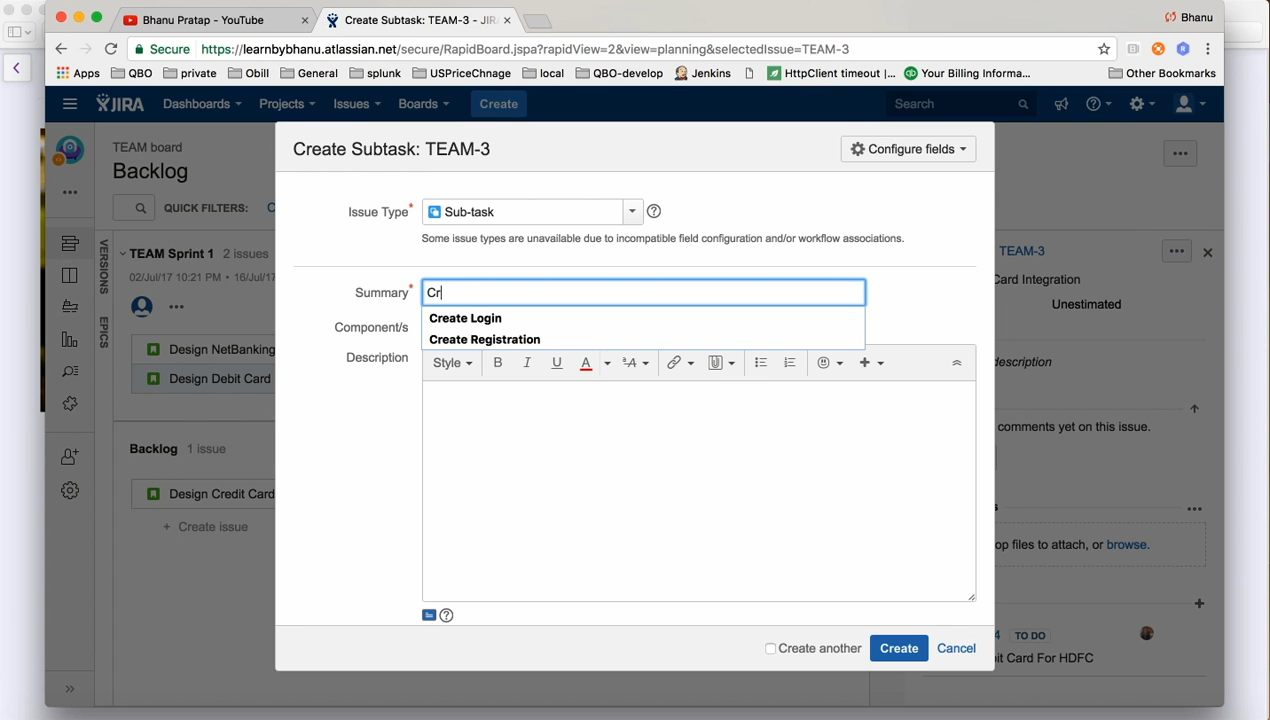 Bhanu Pratap - YouTube
Create Subtask: TEAM-3 - JIRA
Bhanu
Secure
https://learnbybhanu.atlassian.net/secure/RapidBoard.jspa?rapidView=2&view=planning&selectedIssue=TEAM-3
Apps
QBO
private
Obill
General
splunk
USPriceChnage
local
QBO-develop
Jenkins
HttpClient timeout |...
Your Billing Informa...
Other Bookmarks
JIRA
Dashboards
Projects
Issues
Boards
Create
Search
TEAM board
Backlog
QUICK FILTERS:
VERSIONS
EPICS
TEAM Sprint 1 2 issues
02/Jul/17 10:21 PM • 16/Jul/1
Design NetBanking
Design Debit Card
Backlog 1 issue
Design Credit Card
+ Create issue
Create Subtask: TEAM-3
Configure fields
Issue Type*
Sub-task
Some issue types are unavailable due to incompatible field configuration and/or workflow associations.
Summary*
Cr
Create Login
Create Registration
Component/s
Description
Style
B I U A
Create another
Create
Cancel
TEAM-3
Card Integration
Unestimated
description
comments yet on this issue.
op files to attach, or browse.
4 TO DO
bit Card For HDFC